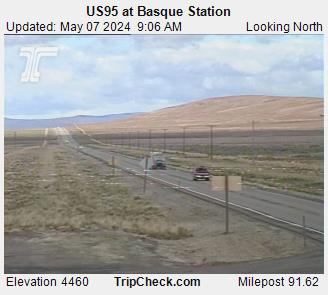 US95 at Basque Station
Updated: May 07 2024 9:06 AM Looking North
Elevation 4460 TripCheck.com Milepost 91.62